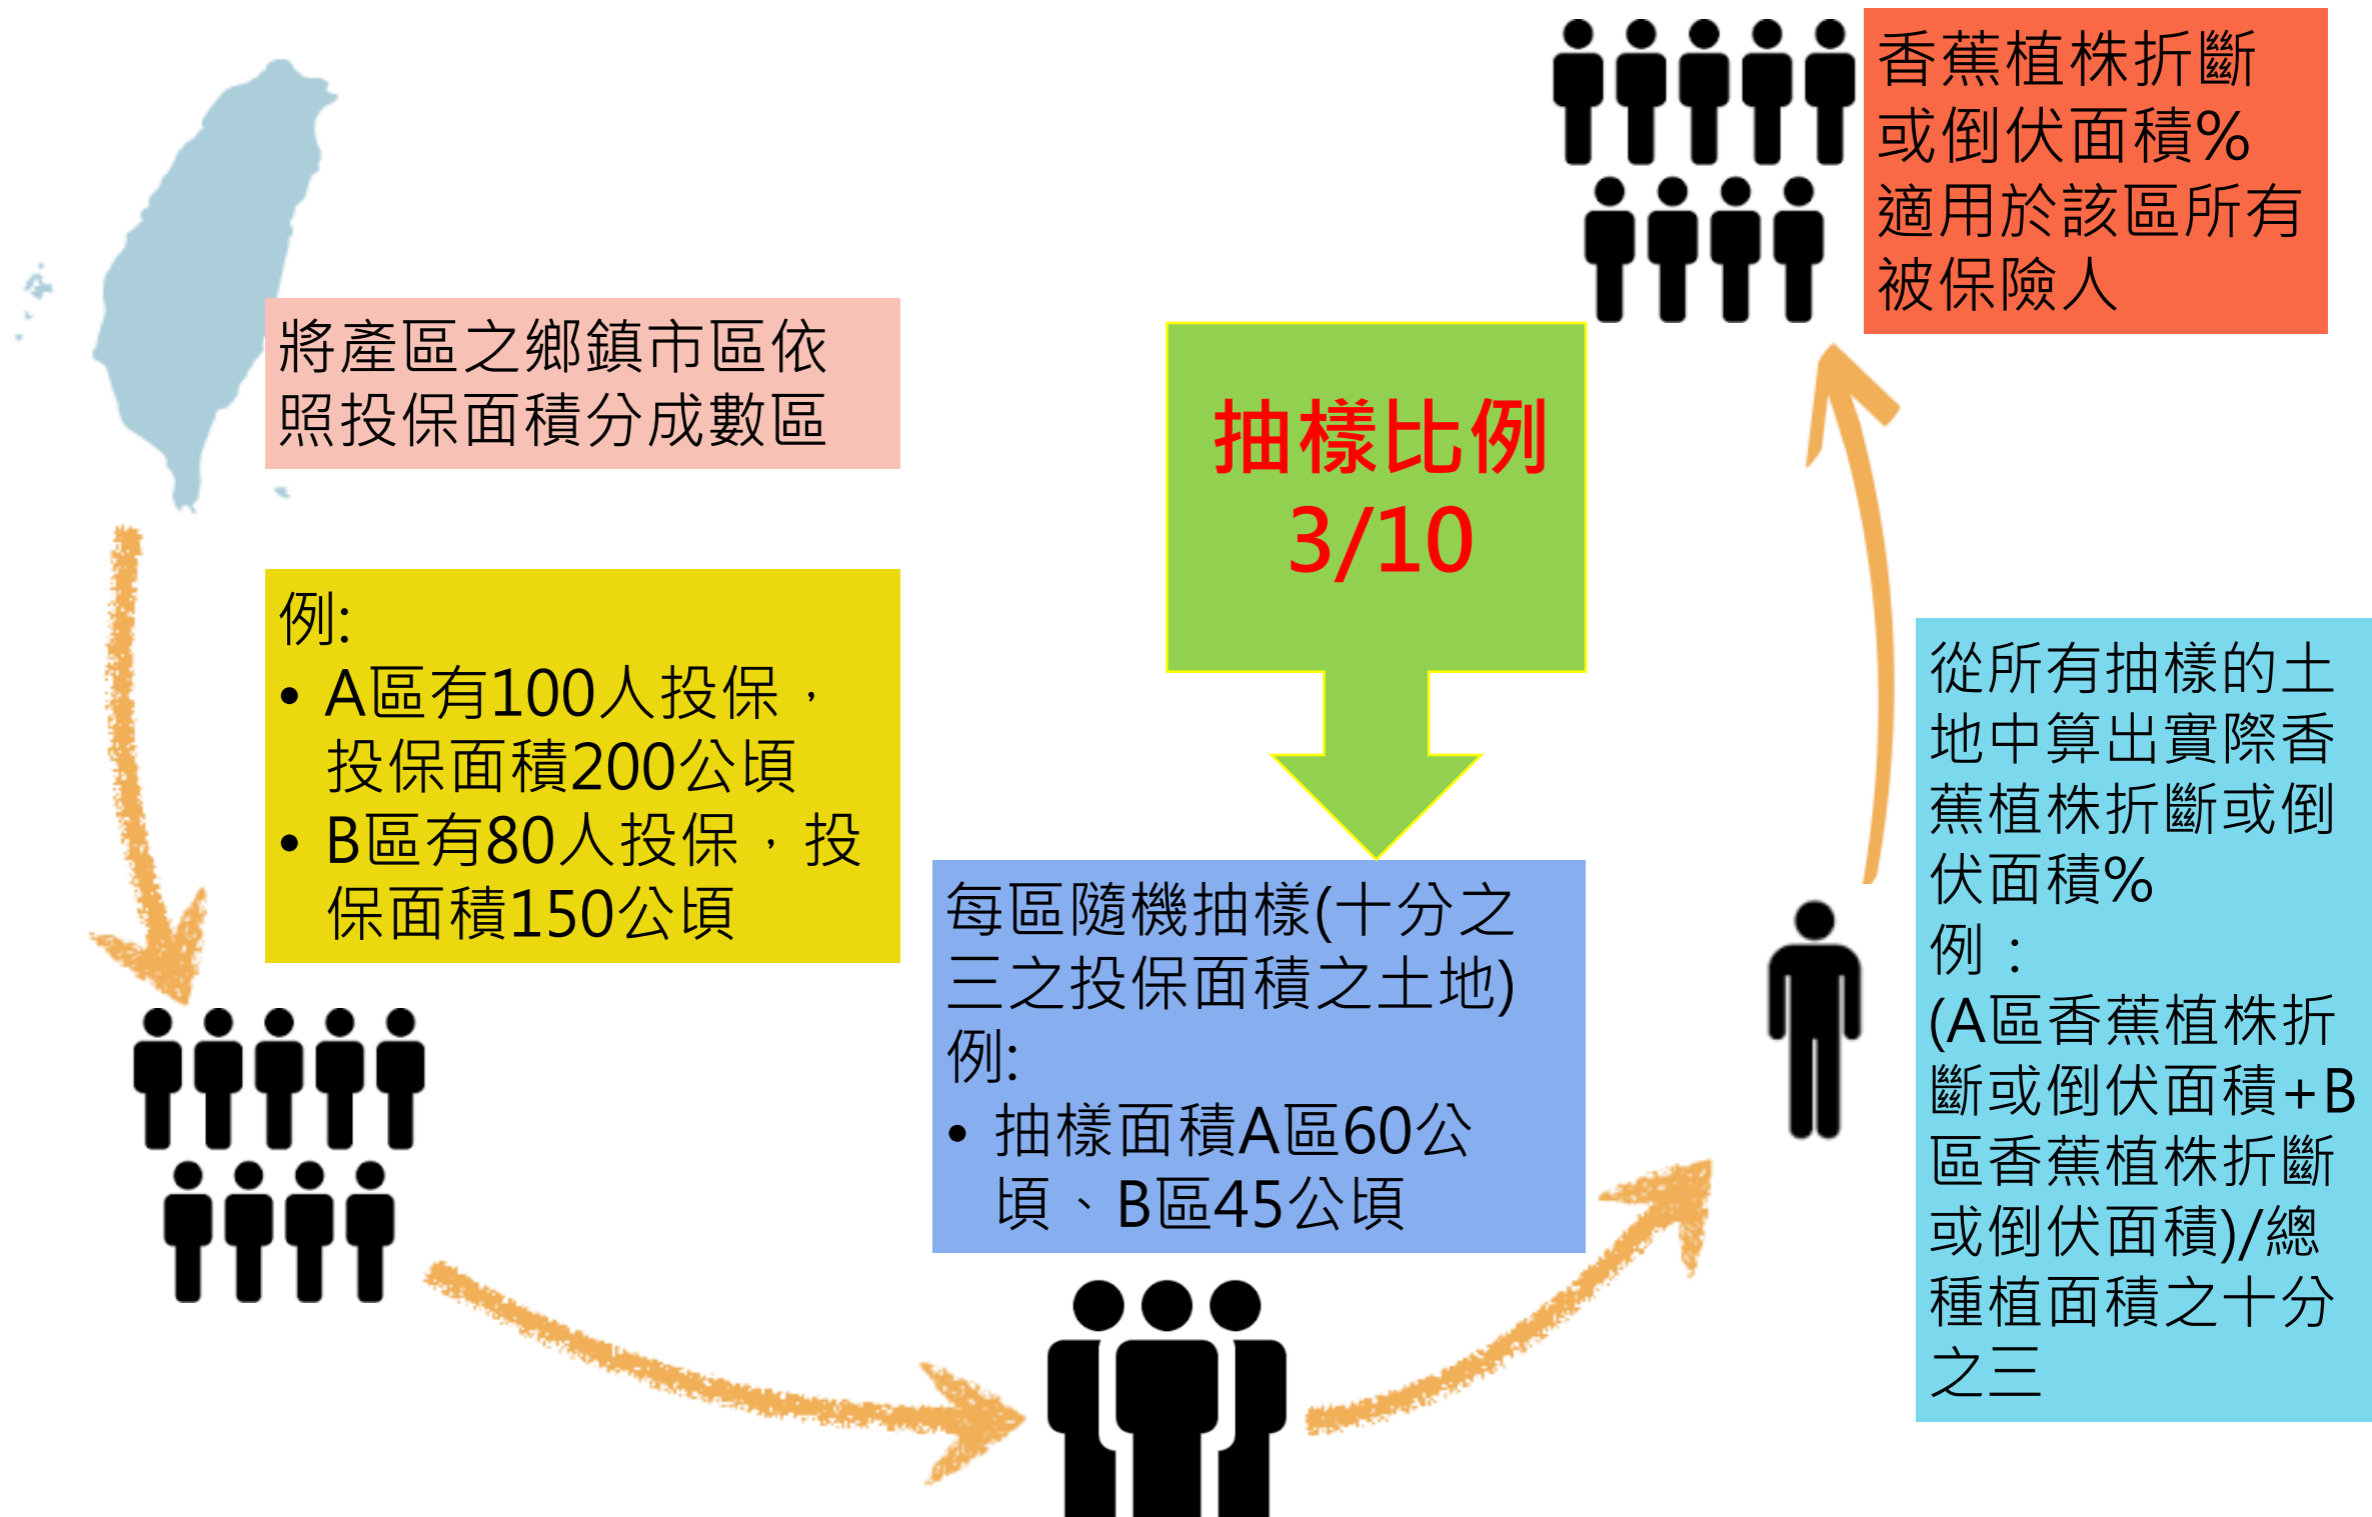 將產區之鄉鎮市區依
照投保面積分成數區
例:
• A區有100人投保，
投保面積200公頃
• B區有80人投保，投
保面積150公頃
抽樣比例
3/10
每區隨機抽樣(十分之
三之投保面積之土地)
例:
• 抽樣面積A區60公
頃、B區45公頃
從所有抽樣的土
地中算出實際香
蕉植株折斷或倒
伏面積%
例：
(A區香蕉植株折
斷或倒伏面積+B
區香蕉植株折斷
或倒伏面積)/總
種植面積之十分
之三
香蕉植株折斷
或倒伏面積%
適用於該區所有
被保險人